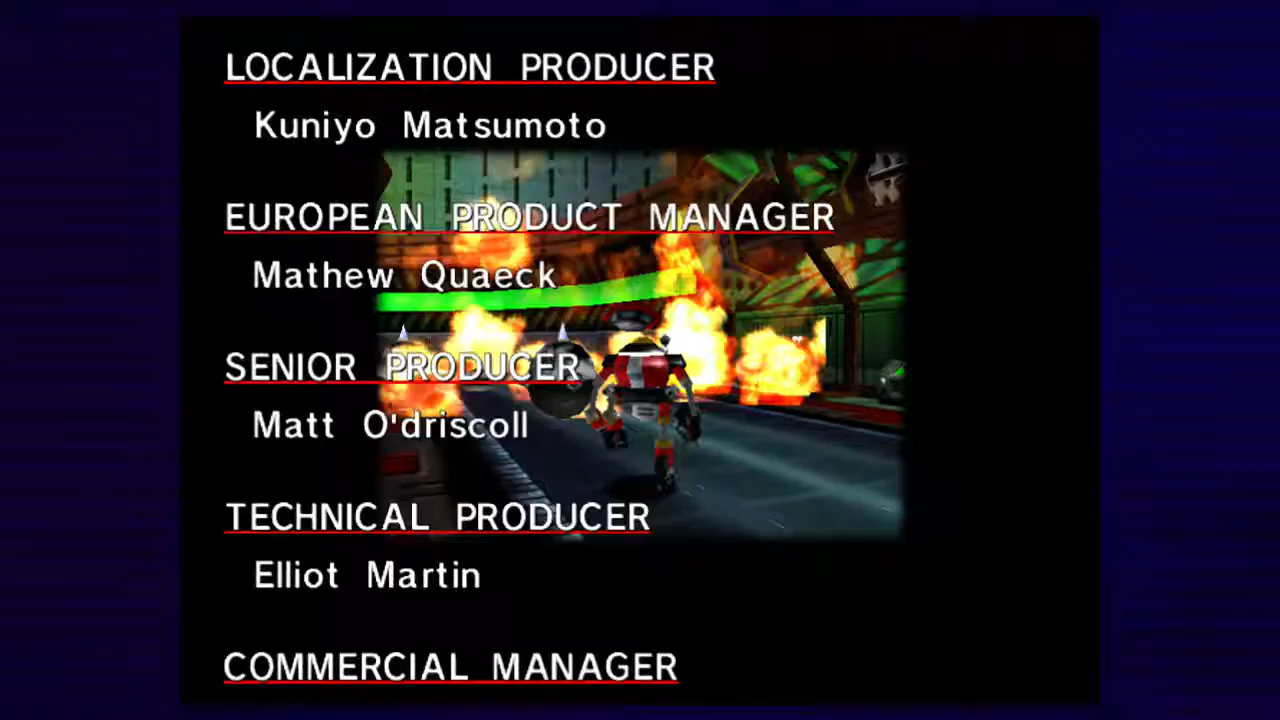 LOCALIZATION PRODUCER
Kuniyo Matsumoto
EUROPEAN PRODUCT MANAGER
Mathew Quaeck
SENIOR PRODUCER
Matt O'driscoll
TECHNICAL PRODUCER
Elliot Martin
COMMERCIAL MANAGER